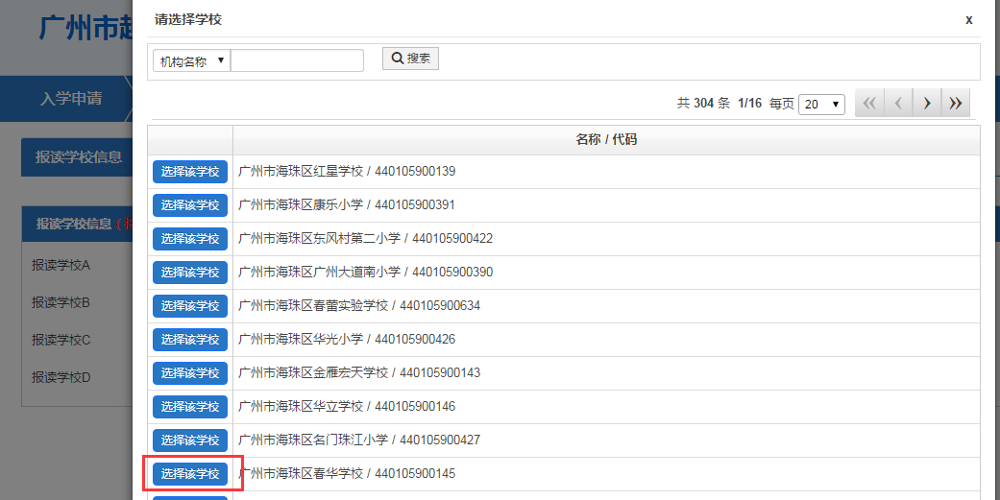 请选择学校 x
广州市
机构名称 ▼ 搜索
入学申请
共 304 条 1/16 每页 20 ▼
名称 / 代码
报读学校信息
选择该学校 广州市海珠区红星学校 / 440105900139
选择该学校 广州市海珠区康乐小学 / 440105900391
报读学校信息
选择该学校 广州市海珠区东风村第二小学 / 440105900422
报读学校A
选择该学校 广州市海珠区广州大道南小学 / 440105900390
报读学校B
选择该学校 广州市海珠区春蕾实验学校 / 440105900634
报读学校C
选择该学校 广州市海珠区华光小学 / 440105900426
报读学校D
选择该学校 广州市海珠区金雁宏天学校 / 440105900143
选择该学校 广州市海珠区华立学校 / 440105900146
选择该学校 广州市海珠区名门珠江小学 / 440105900427
选择该学校 广州市海珠区春华学校 / 440105900145